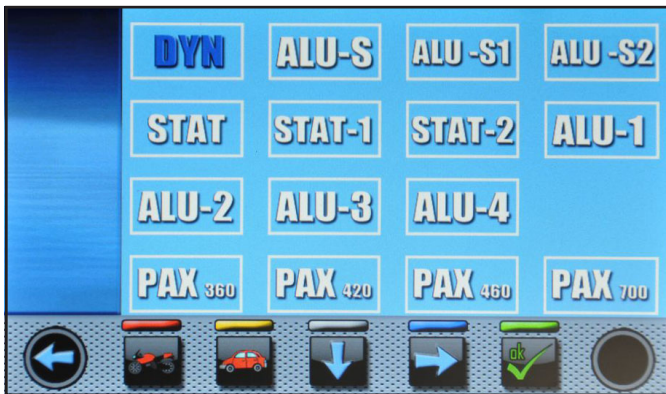 DYN ALU-S ALU-S1 ALU-S2
STAT STAT-1 STAT-2 ALU-1
ALU-2 ALU-3 ALU-4
PAX 360 PAX 420 PAX 460 PAX 700
ok